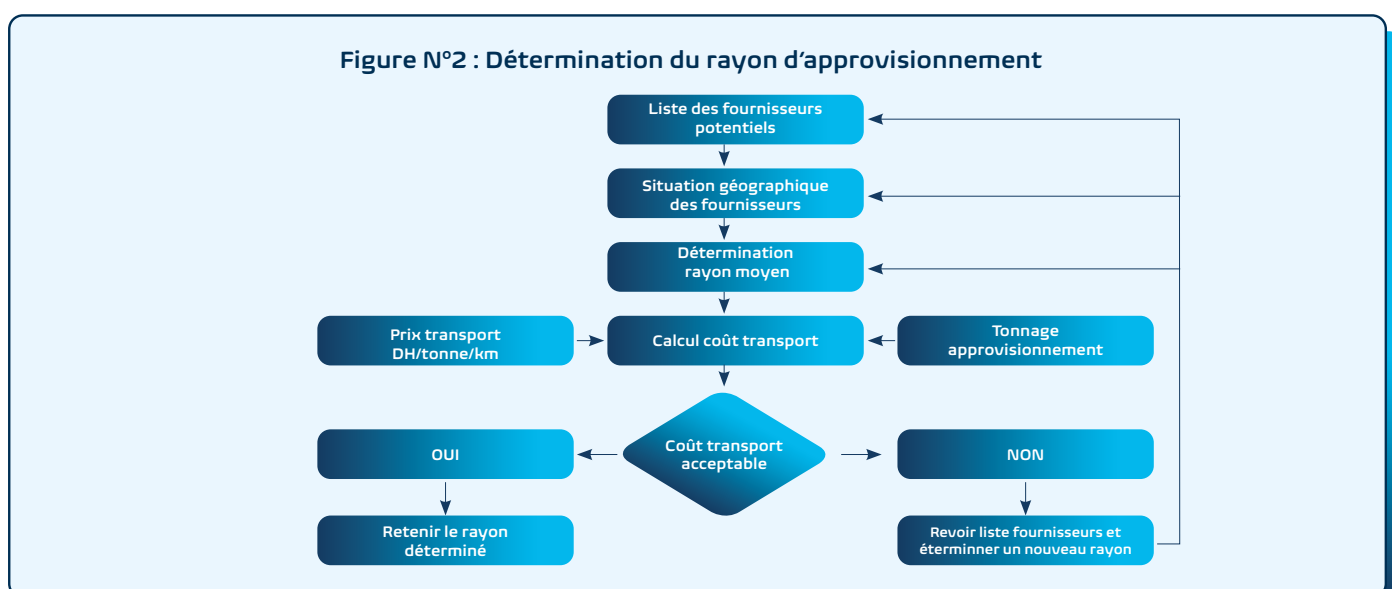 Figure N°2 : Détermination du rayon d'approvisionnement
Liste des fournisseurs
potentiels
Situation géographique
des fournisseurs
Détermination
rayon moyen
Prix transport
DH/tonne/km
Calcul coût transport
Tonnage
approvisionnement
OUI
Coût transport
acceptable
NON
Retenir le rayon
déterminé
Revoir liste fournisseurs et
éterminner un nouveau rayon